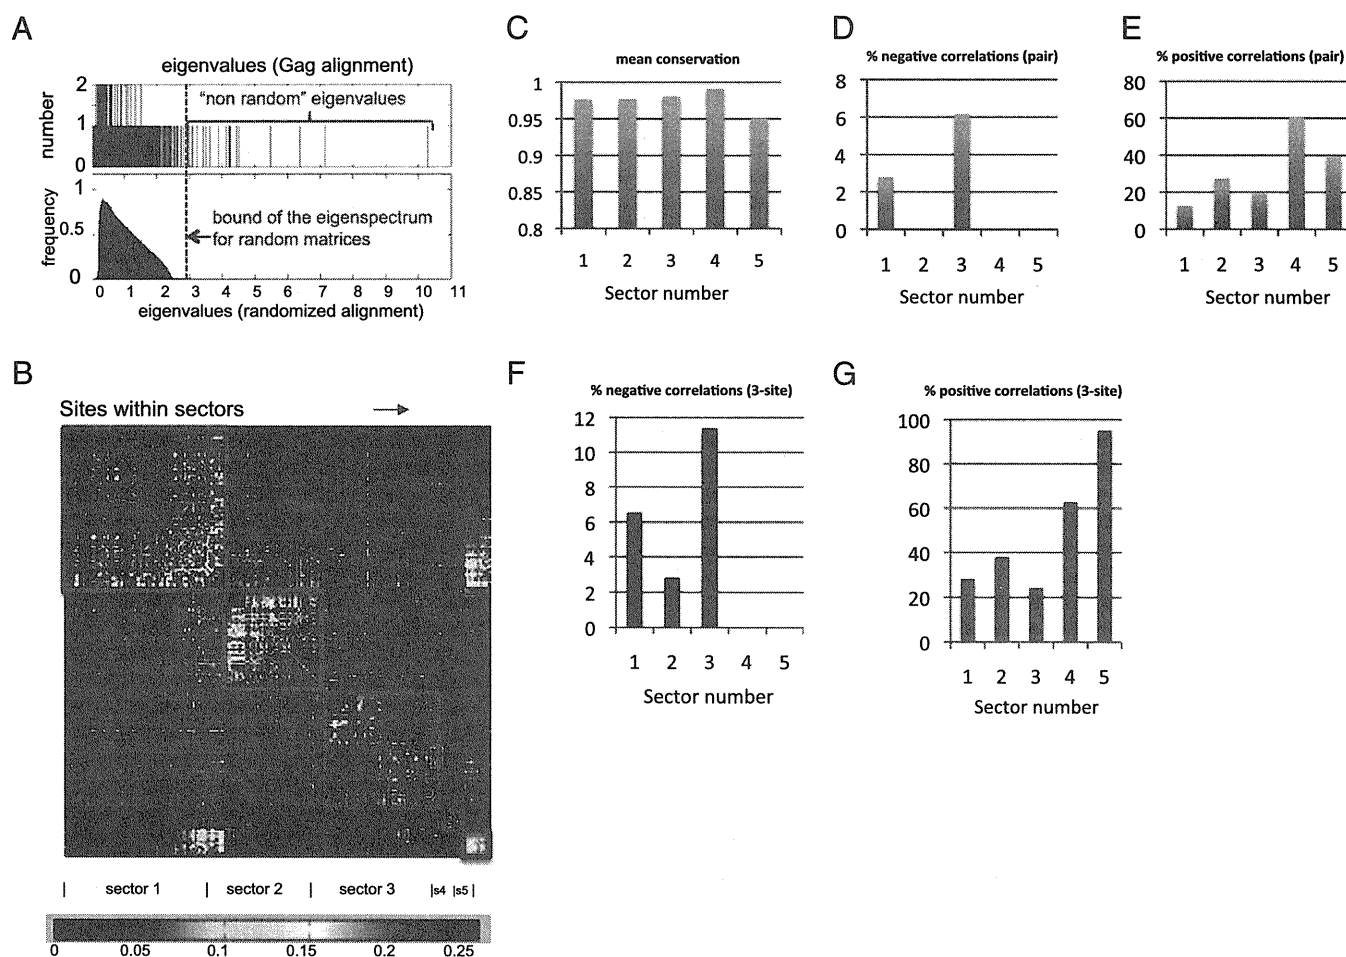 A
eigenvalues (Gag alignment)
number
2
1
0
"non random" eigenvalues
frequency
1
0.5
0
bound of the eigenspectrum
for random matrices
0 1 2 3 4 5 6 7 8 9 10 11
eigenvalues (randomized alignment)
B
Sites within sectors
sector 1
sector 2
sector 3
s4
s5
0 0.05 0.1 0.15 0.2 0.25
C
mean conservation
1
0.95
0.9
0.85
0.8
1 2 3 4 5
Sector number
D
% negative correlations (pair)
8
6
4
2
0
1 2 3 4 5
Sector number
E
% positive correlations (pair)
80
60
40
20
0
1 2 3 4 5
Sector number
F
% negative correlations (3-site)
12
10
8
6
4
2
0
1 2 3 4 5
Sector number
G
% positive correlations (3-site)
100
80
60
40
20
0
1 2 3 4 5
Sector number